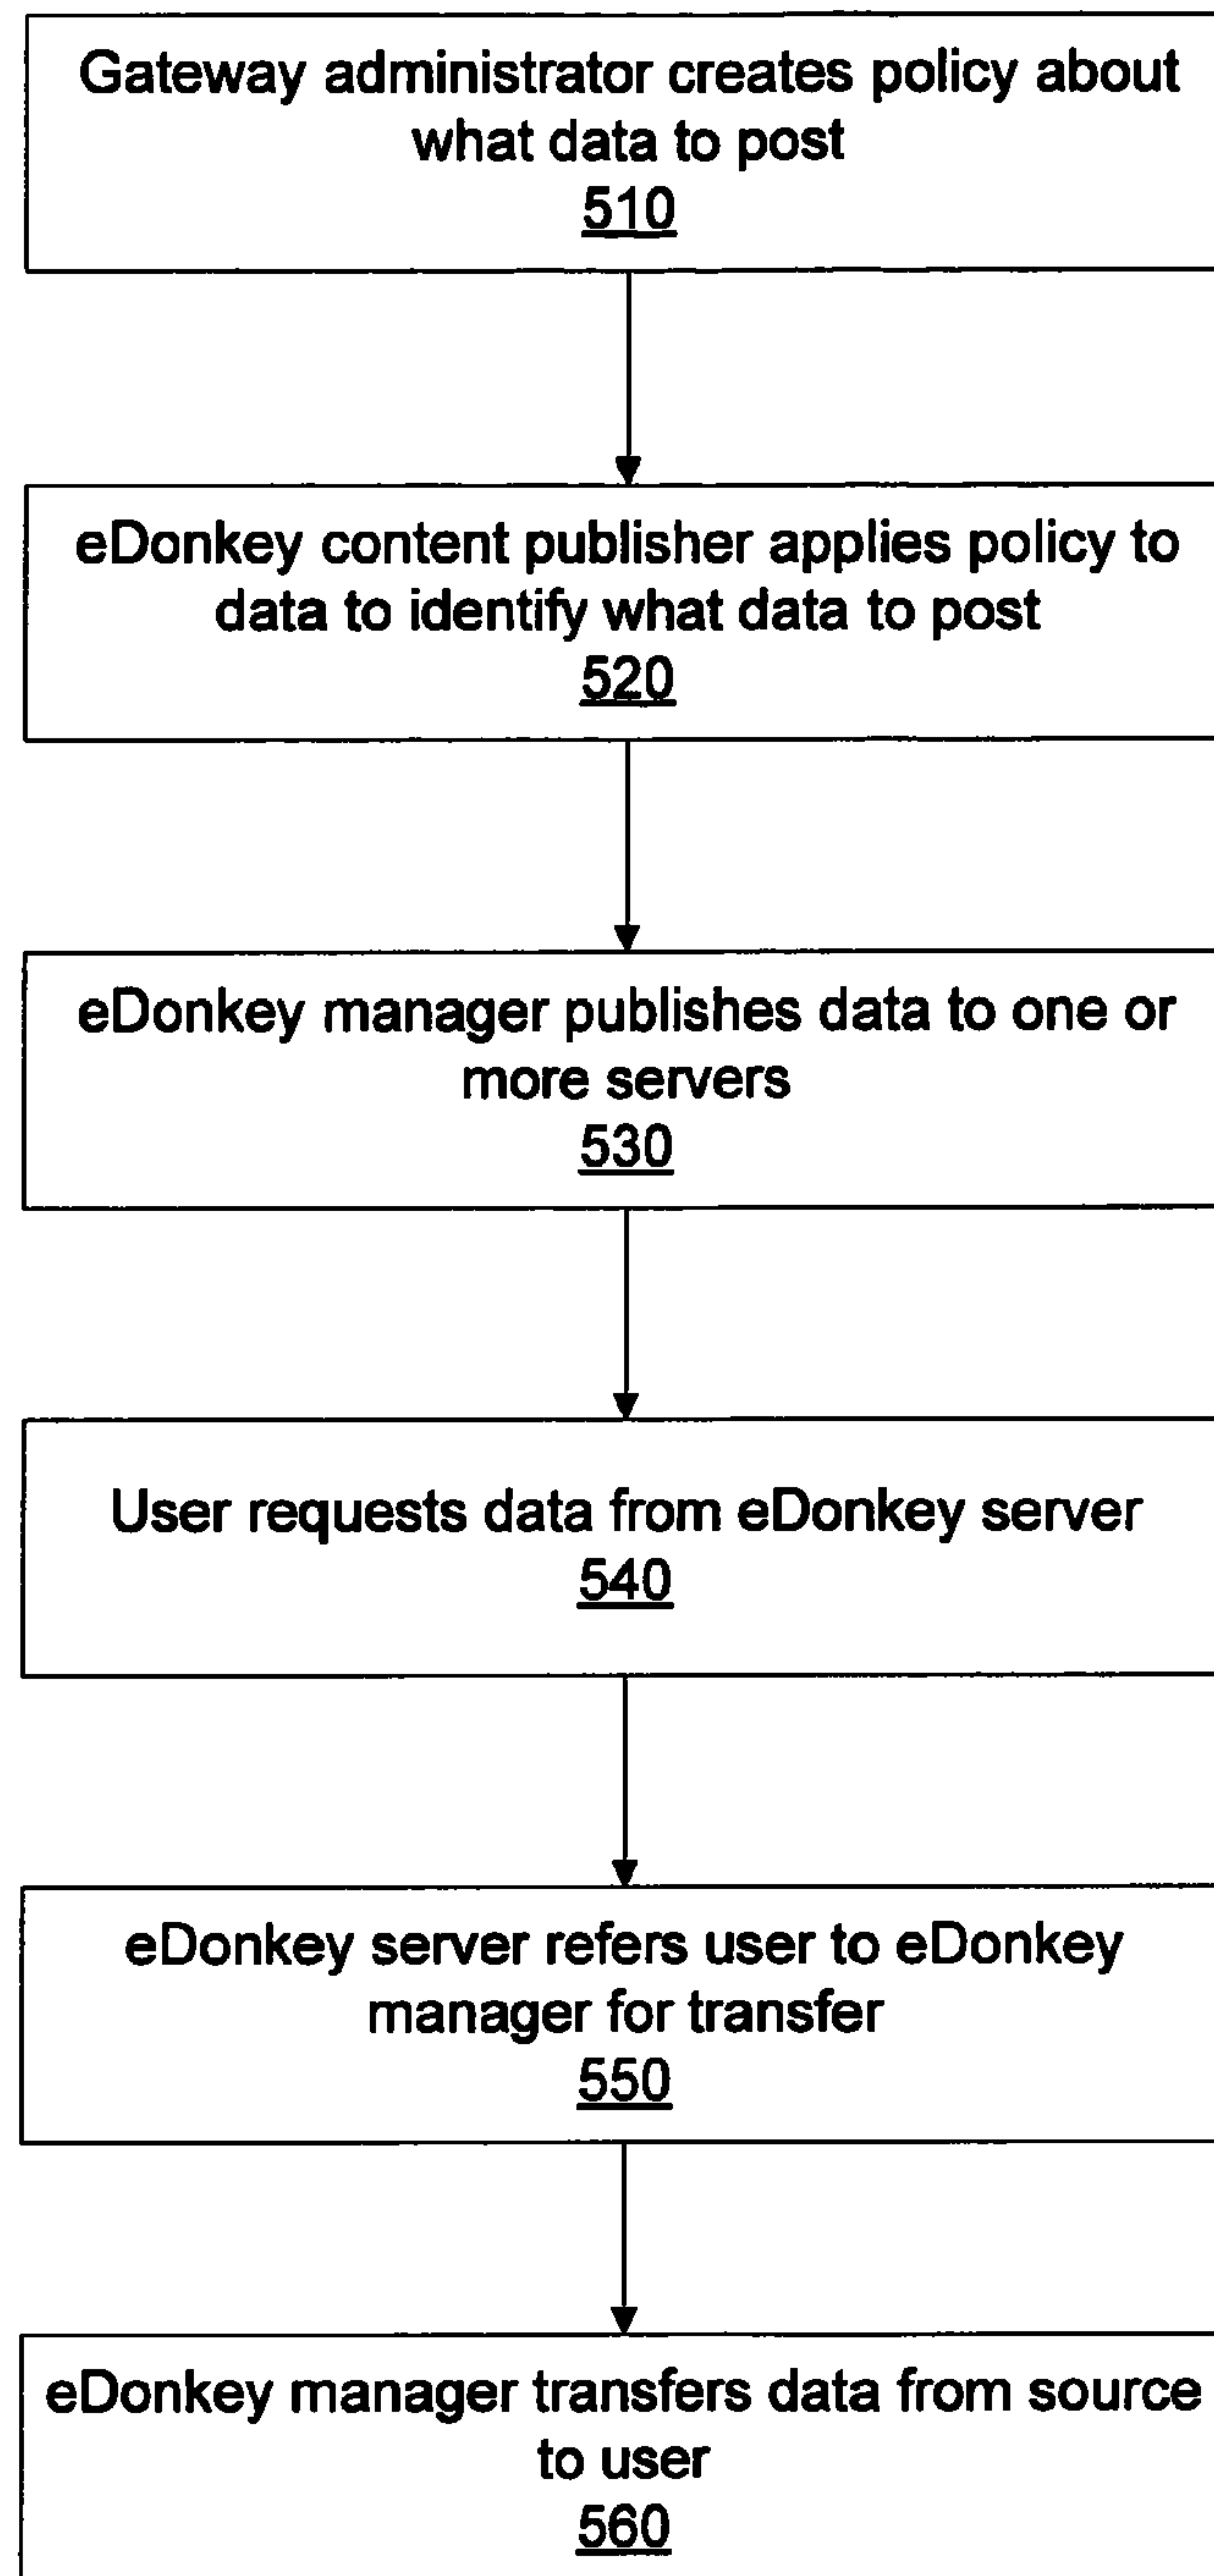 Gateway administrator creates policy about
what data to post
510
eDonkey content publisher applies policy to
data to identify what data to post
520
eDonkey manager publishes data to one or
more servers
530
User requests data from eDonkey server
540
eDonkey server refers user to eDonkey
manager for transfer
550
eDonkey manager transfers data from source
to user
560